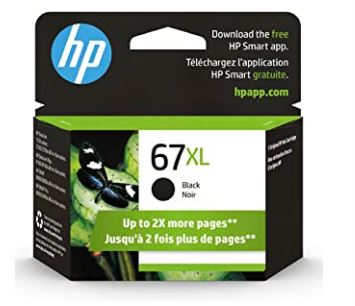 hp
Download the free
HP Smart app.
Téléchargez l'application
HP Smart gratuite.
hpapp.com
67XL
Black
Noir
Up to 2X more pages**
Jusqu'à 2 fois plus de pages**